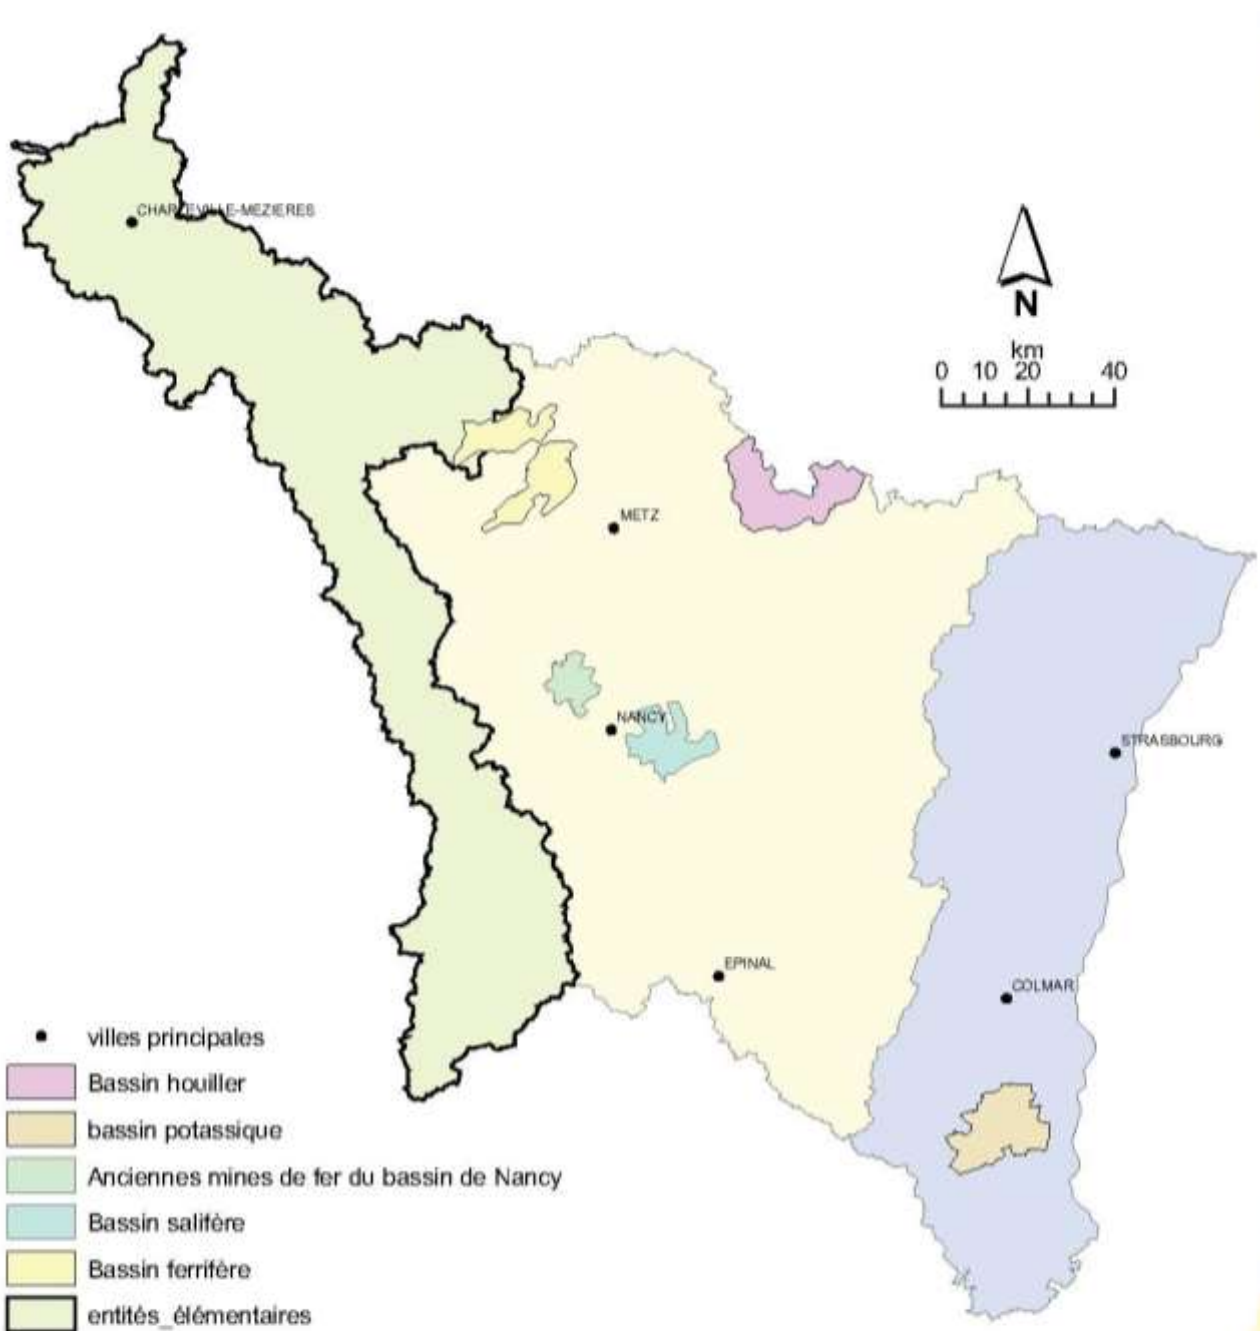 CHARLEVILLE-MEZIERES
N
km
0 10 20 40
METZ
NANCY
STRASBOURG
EPINAL
COLMAR
villes principales
Bassin houiller
bassin potassique
Anciennes mines de fer du bassin de Nancy
Bassin salifère
Bassin ferrifère
entités_élémentaires